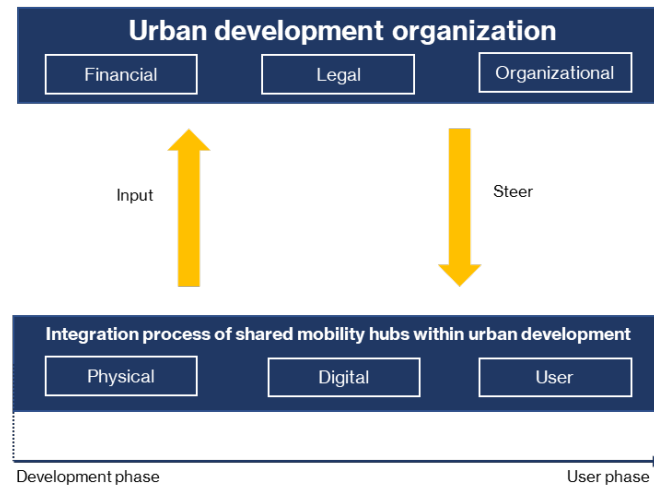 Urban development organization
Financial
Legal
Organizational
Input
Steer
Integration process of shared mobility hubs within urban development
Physical
Digital
User
Development phase
User phase